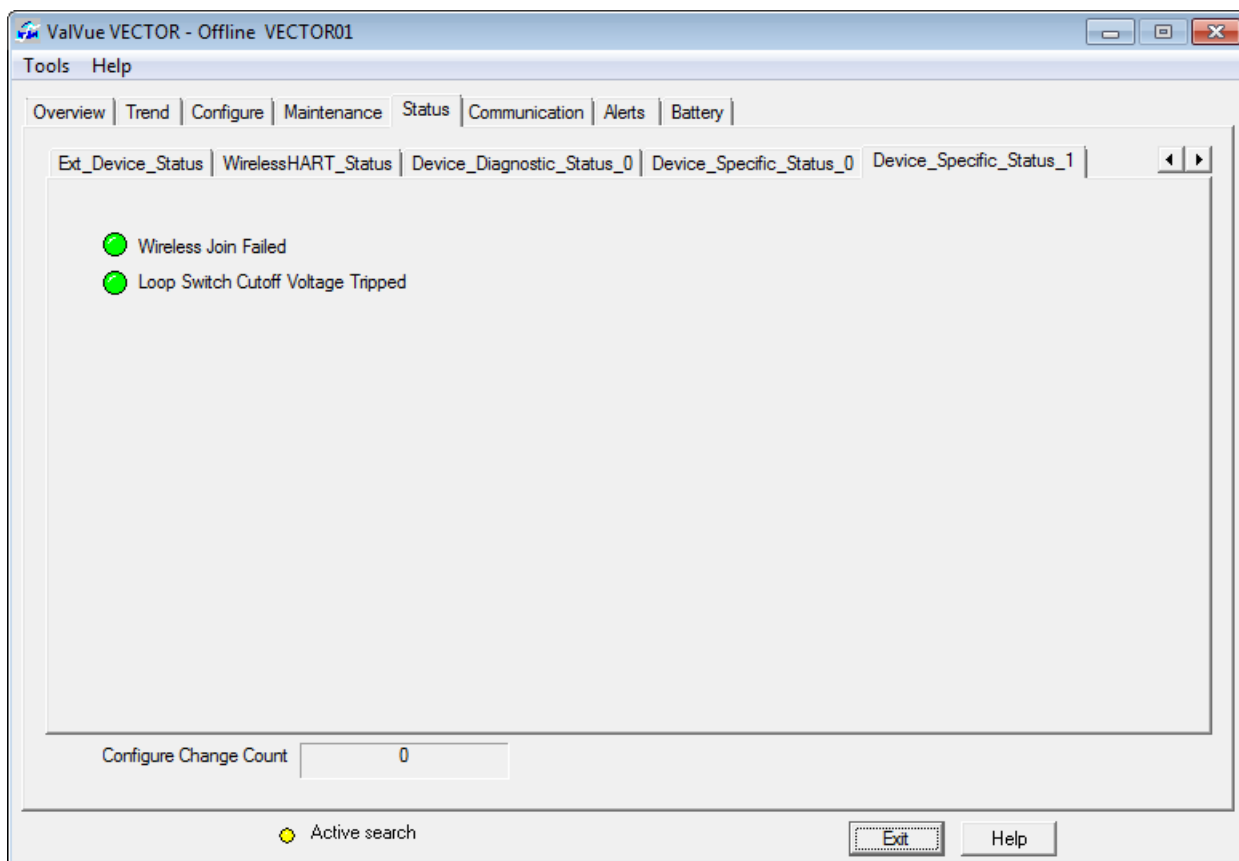 ValVue VECTOR - Offline VECTOR01
Tools Help
Overview Trend Configure Maintenance Status Communication Alerts Battery
Ext_Device_Status WirelessHART_Status Device_Diagnostic_Status_0 Device_Specific_Status_0 Device_Specific_Status_1
Wireless Join Failed
Loop Switch Cutoff Voltage Tripped
Configure Change Count 0
Active search Exit Help